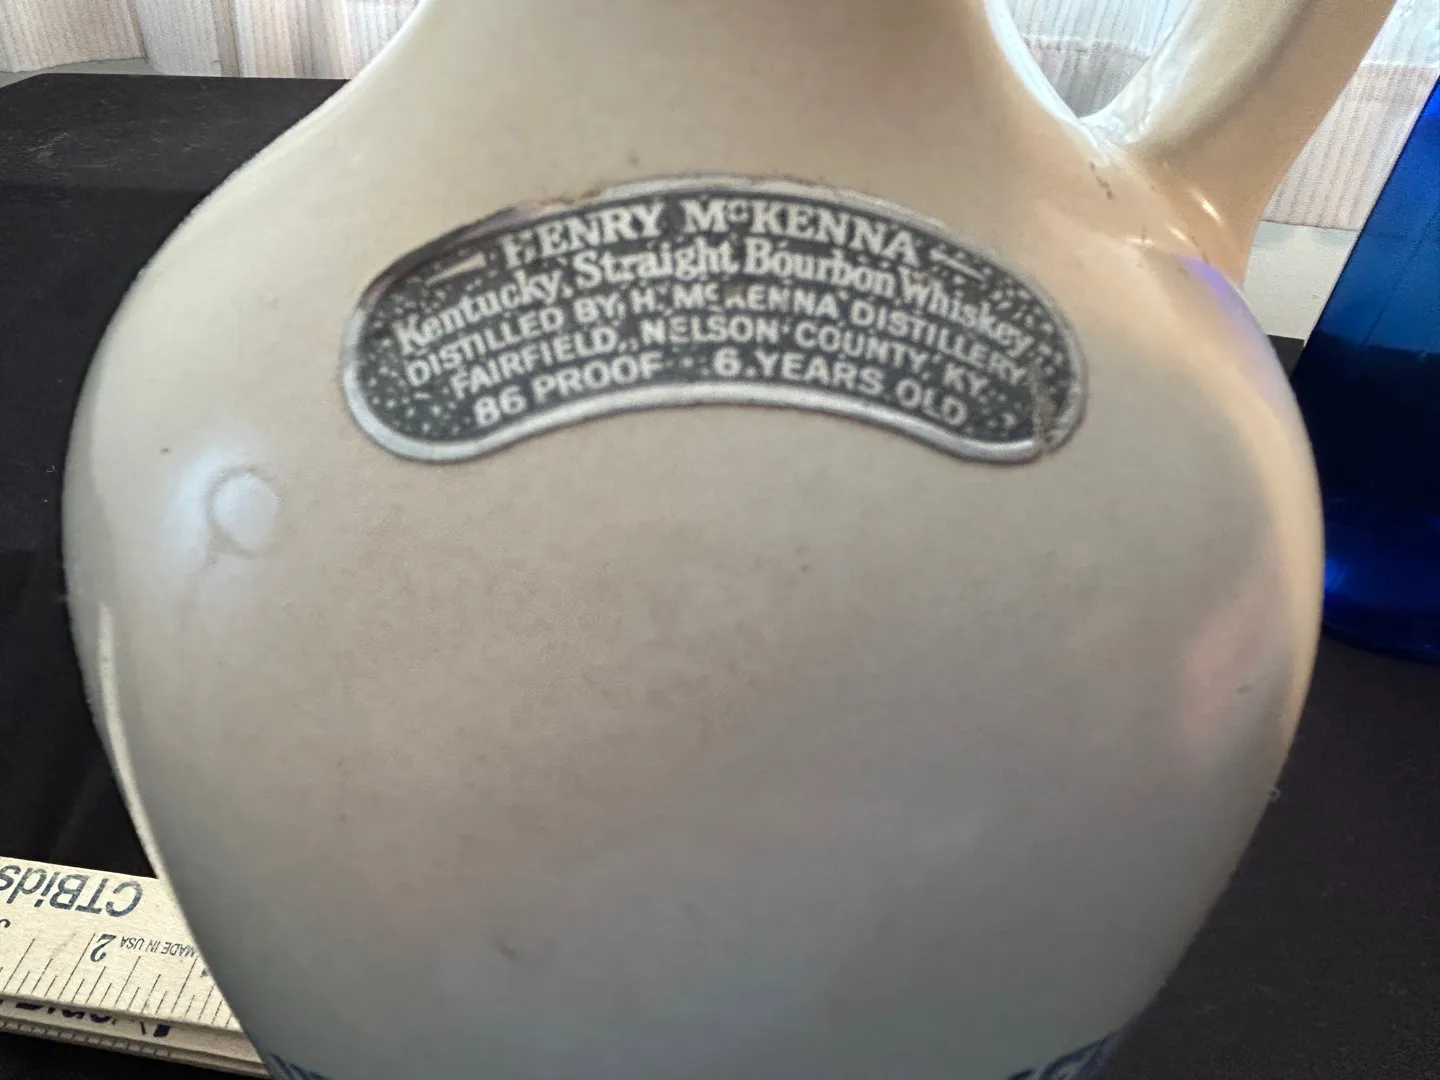 HENRY McKENNA
Kentucky Straight Bourbon Whiskey
DISTILLED BY H. McKENNA DISTILLERY
FAIRFIELD, NELSON COUNTY, KY.
86 PROOF · 6 YEARS OLD
CTBids
2 MADE IN USA